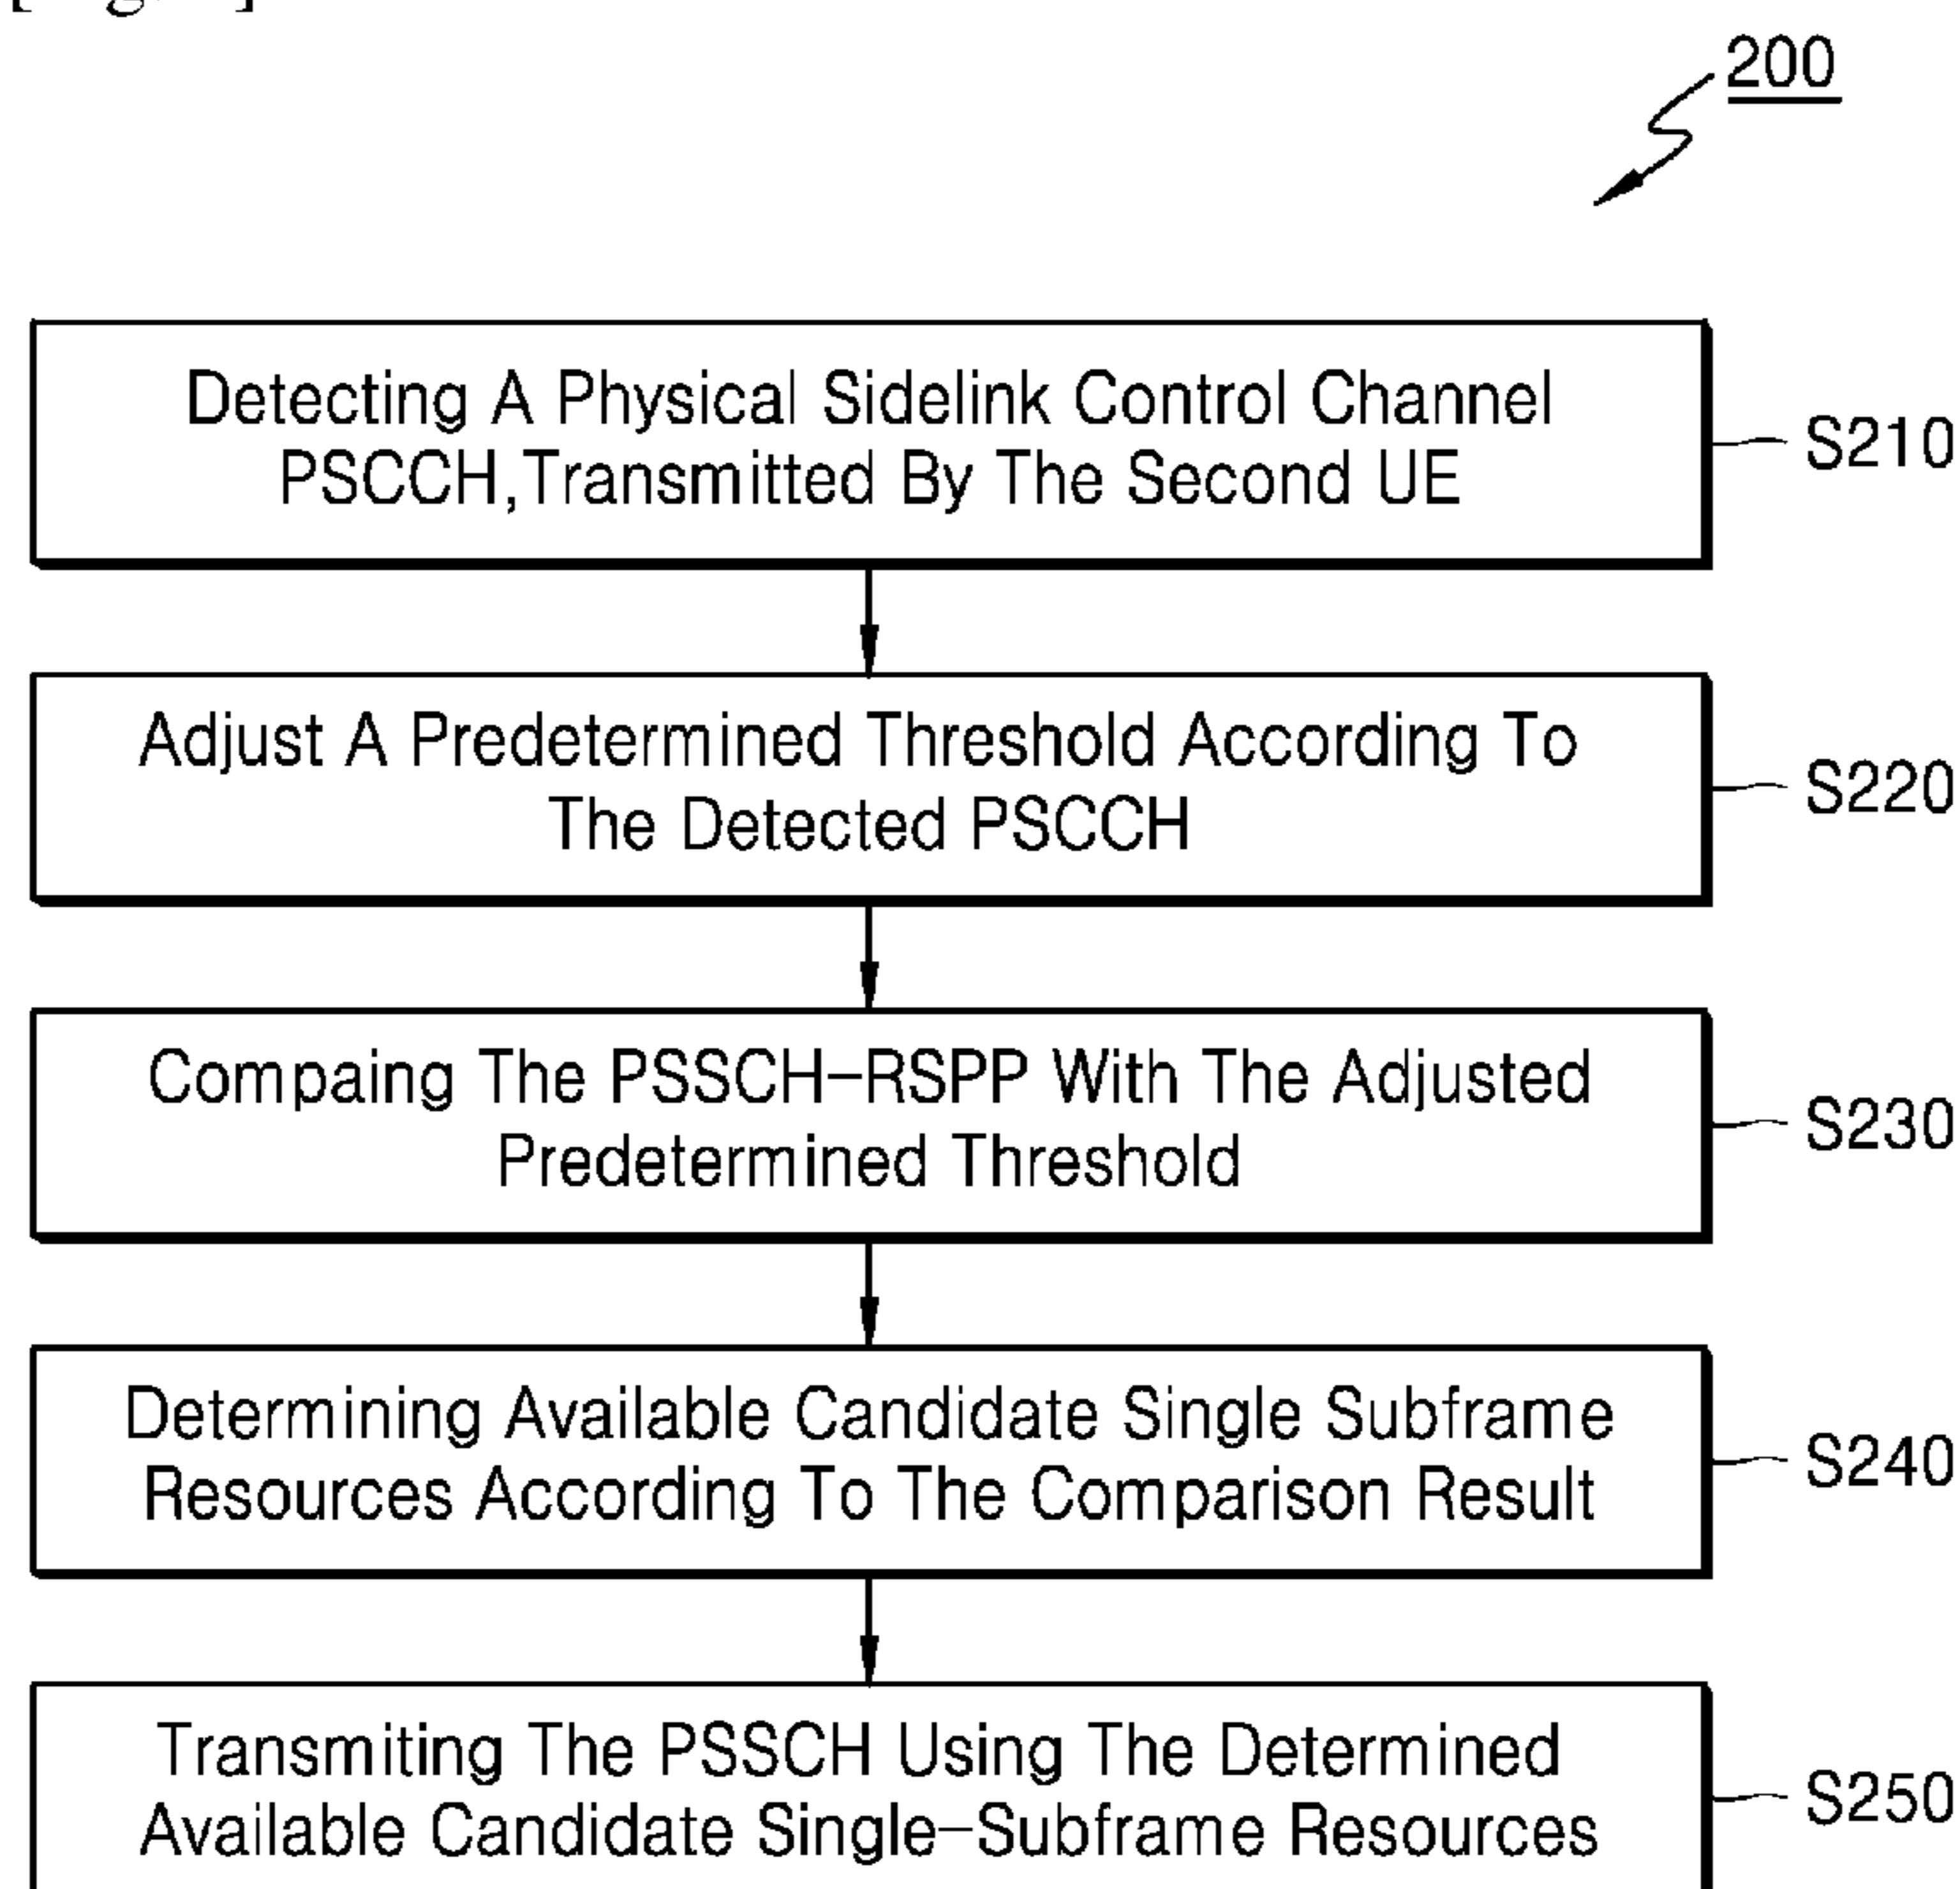 200
Detecting A Physical Sidelink Control Channel
PSCCH,Transmitted By The Second UE
S210
Adjust A Predetermined Threshold According To
The Detected PSCCH
S220
Compaing The PSSCH-RSPP With The Adjusted
Predetermined Threshold
S230
Determining Available Candidate Single Subframe
Resources According To The Comparison Result
S240
Transmiting The PSSCH Using The Determined
Available Candidate Single-Subframe Resources
S250